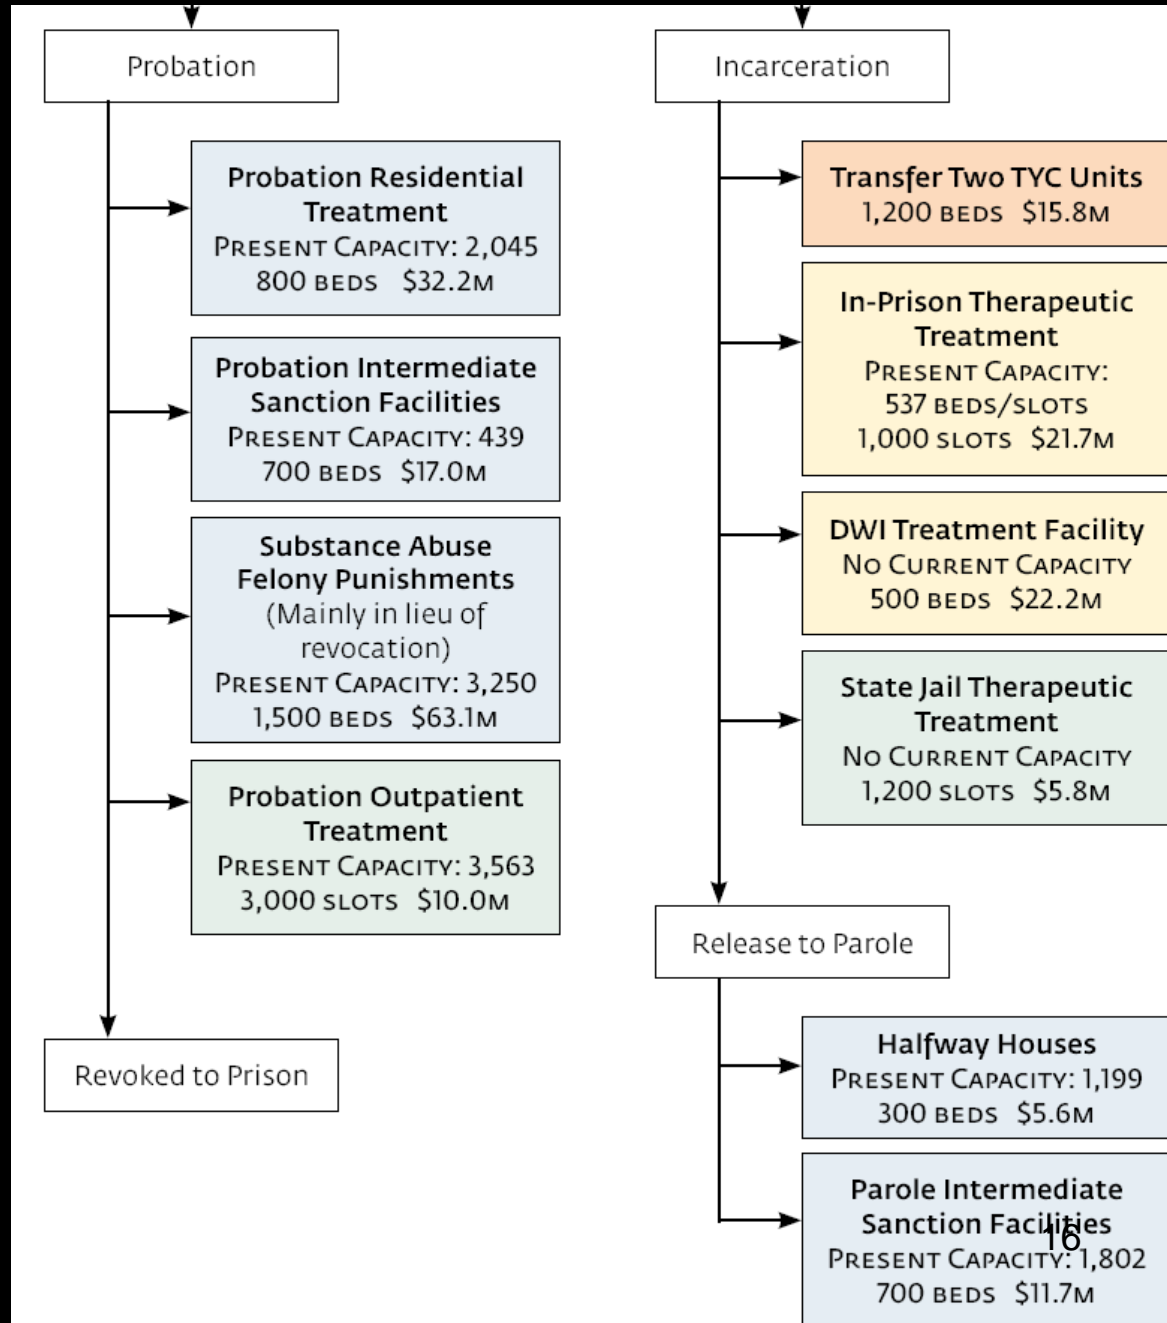 Probation
Probation Residential
Treatment
PRESENT CAPACITY: 2,045
800 BEDS $32.2M
Probation Intermediate
Sanction Facilities
PRESENT CAPACITY: 439
700 BEDS $17.0M
Substance Abuse
Felony Punishments
(Mainly in lieu of
revocation)
PRESENT CAPACITY: 3,250
1,500 BEDS $63.1M
Probation Outpatient
Treatment
PRESENT CAPACITY: 3,563
3,000 SLOTS $10.0M
Revoked to Prison
Incarceration
Transfer Two TYC Units
1,200 BEDS $15.8M
In-Prison Therapeutic
Treatment
PRESENT CAPACITY:
537 BEDS/SLOTS
1,000 SLOTS $21.7M
DWI Treatment Facility
NO CURRENT CAPACITY
500 BEDS $22.2M
State Jail Therapeutic
Treatment
NO CURRENT CAPACITY
1,200 SLOTS $5.8M
Release to Parole
Halfway Houses
PRESENT CAPACITY: 1,199
300 BEDS $5.6M
Parole Intermediate
Sanction Facilities
16
PRESENT CAPACITY: 1,802
700 BEDS $11.7M